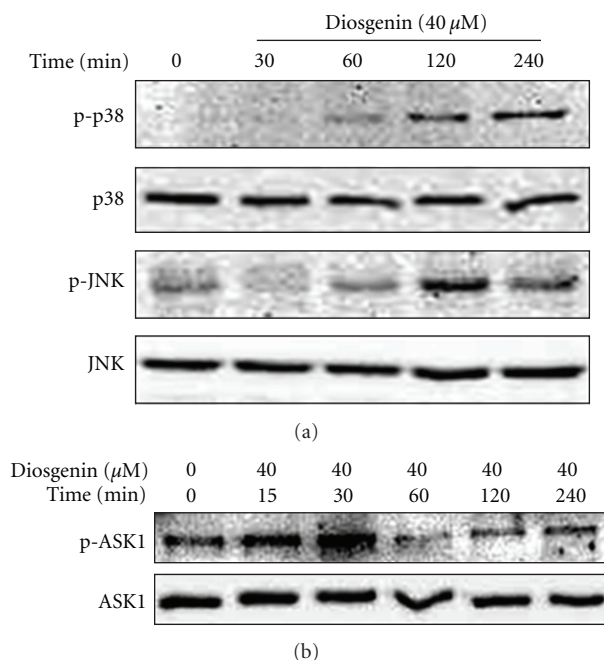 Diosgenin (40 μM)
Time (min) 0 30 60 120 240
p-p38
p38
p-JNK
JNK
(a)
Diosgenin (μM) 0 40 40 40 40 40
Time (min) 0 15 30 60 120 240
p-ASK1
ASK1
(b)